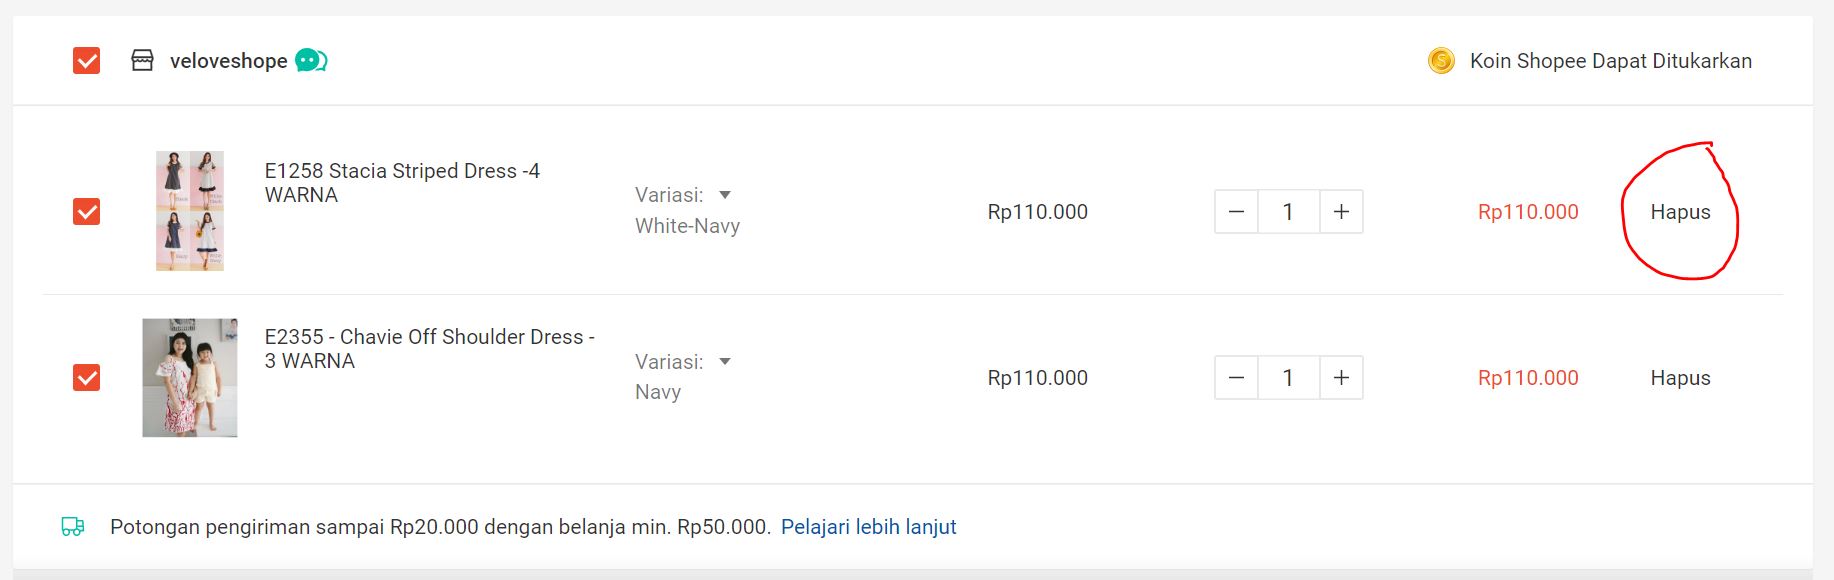 veloveshope
Koin Shopee Dapat Ditukarkan
E1258 Stacia Striped Dress -4
WARNA
Variasi:
White-Navy
Rp110.000
1
Rp110.000
Hapus
E2355 - Chavie Off Shoulder Dress -
3 WARNA
Variasi:
Navy
Rp110.000
1
Rp110.000
Hapus
Potongan pengiriman sampai Rp20.000 dengan belanja min. Rp50.000. Pelajari lebih lanjut